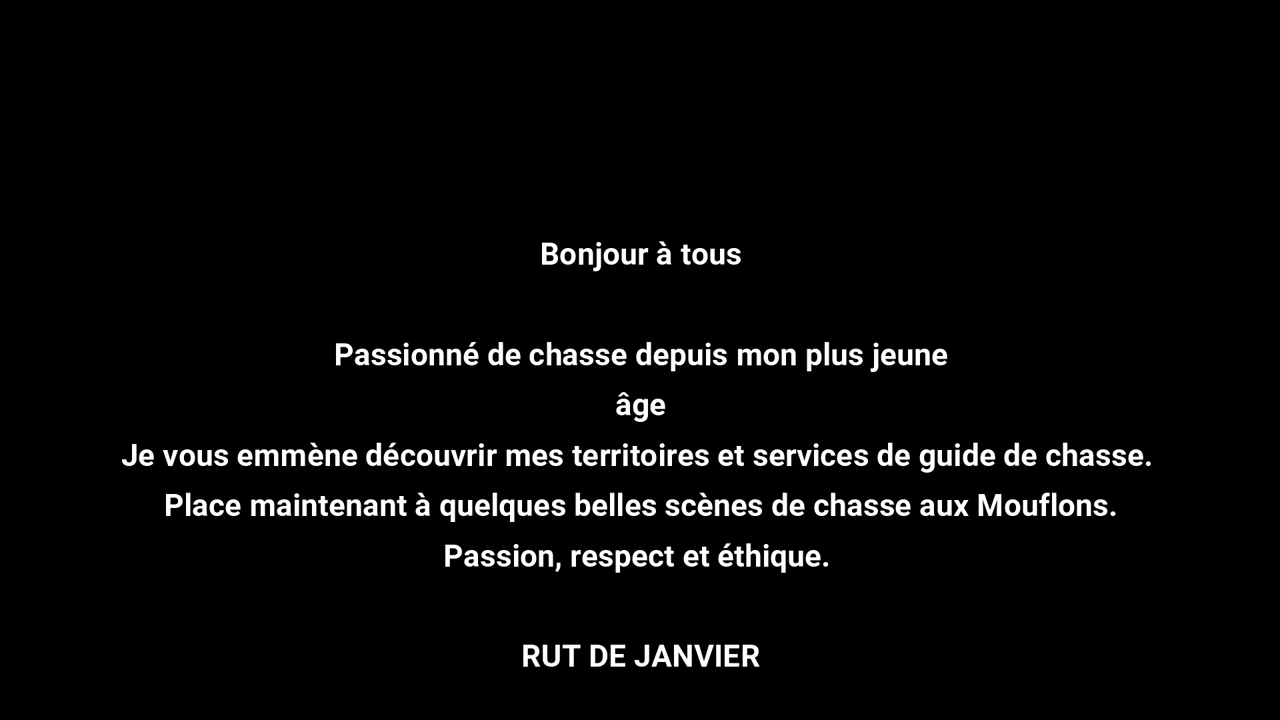 Bonjour à tous
Passionné de chasse depuis mon plus jeune
âge
Je vous emmène découvrir mes territoires et services de guide de chasse.
Place maintenant à quelques belles scènes de chasse aux Mouflons.
Passion, respect et éthique.
RUT DE JANVIER